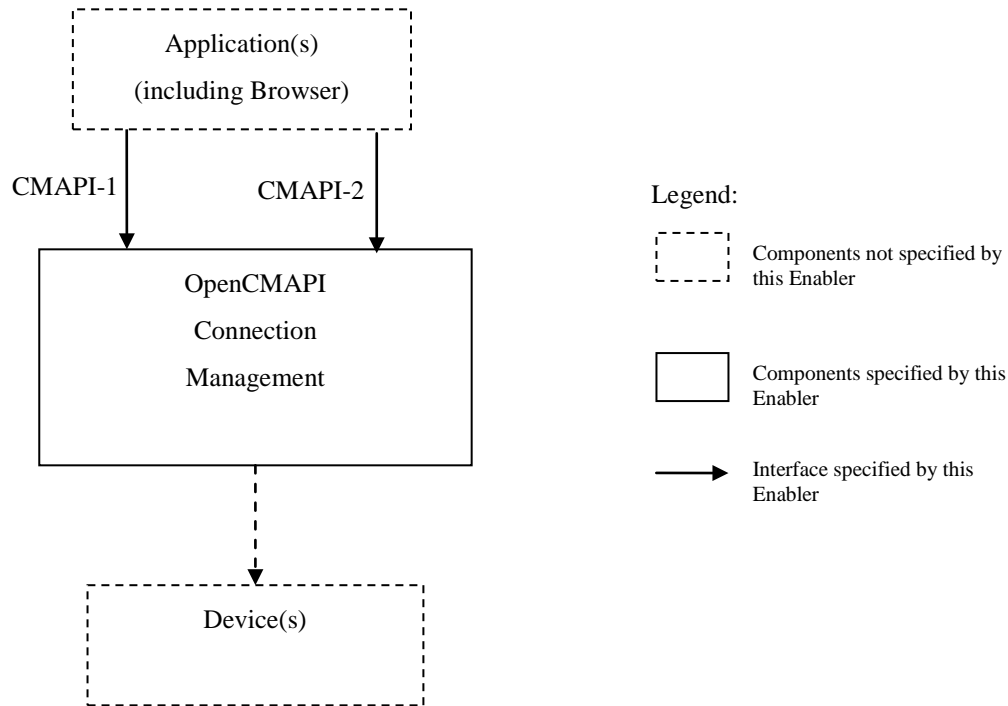 Application(s)
(including Browser)
CMAPI-1
CMAPI-2
OpenCMAPI
Connection
Management
Device(s)
Legend:
Components not specified by
this Enabler
Components specified by this
Enabler
Interface specified by this
Enabler